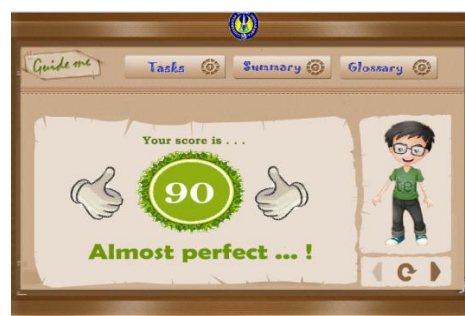 Guide me
Tasks
Summary
Glossary
Your score is . . .
90
Almost perfect ... !